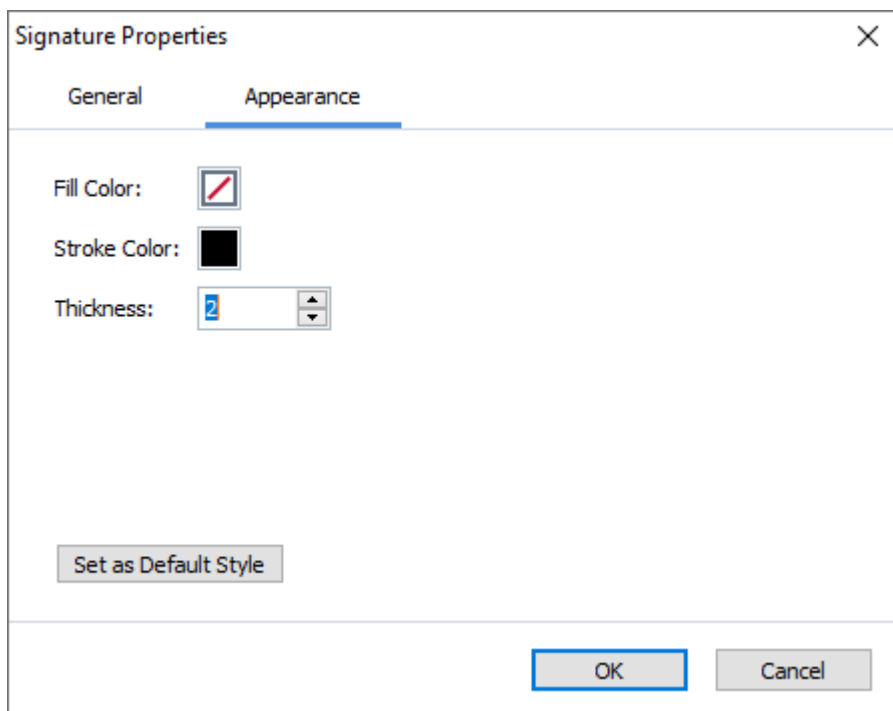 Signature Properties
General Appearance
Fill Color:
Stroke Color:
Thickness: 2
Set as Default Style
OK Cancel